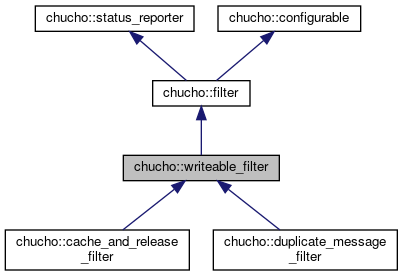 chucho::status_reporter
chucho::configurable
chucho::filter
chucho::writeable_filter
chucho::cache_and_release
_filter
chucho::duplicate_message
_filter